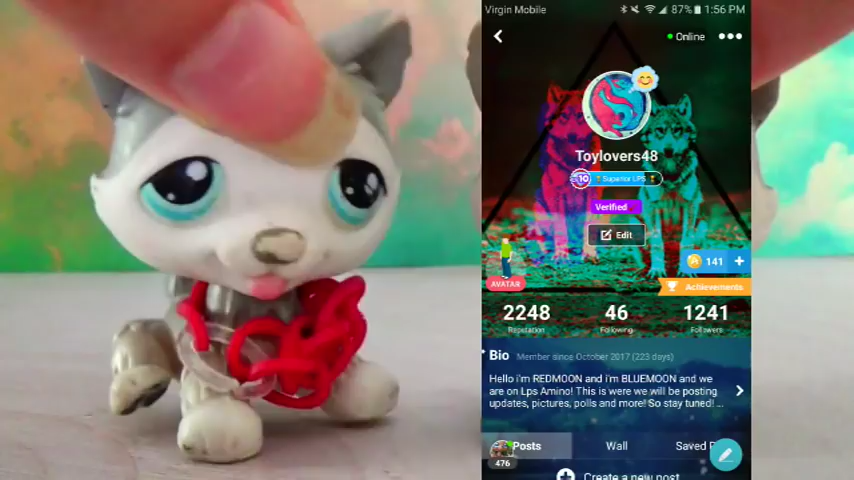 Virgin Mobile 87% 1:56 PM
Online
Toylovers48
10 Superior LPS
Verified
Edit
141 +
AVATAR
Achievements
2248 46 1241
Reputation Following Followers
Bio Member since October 2017 (223 days)
Hello i'm REDMOON and i'm BLUEMOON and we
are on Lps Amino! This is were we will be posting
updates, pictures, polls and more! So stay tuned! ...
Posts Wall Saved
476
Create a new post